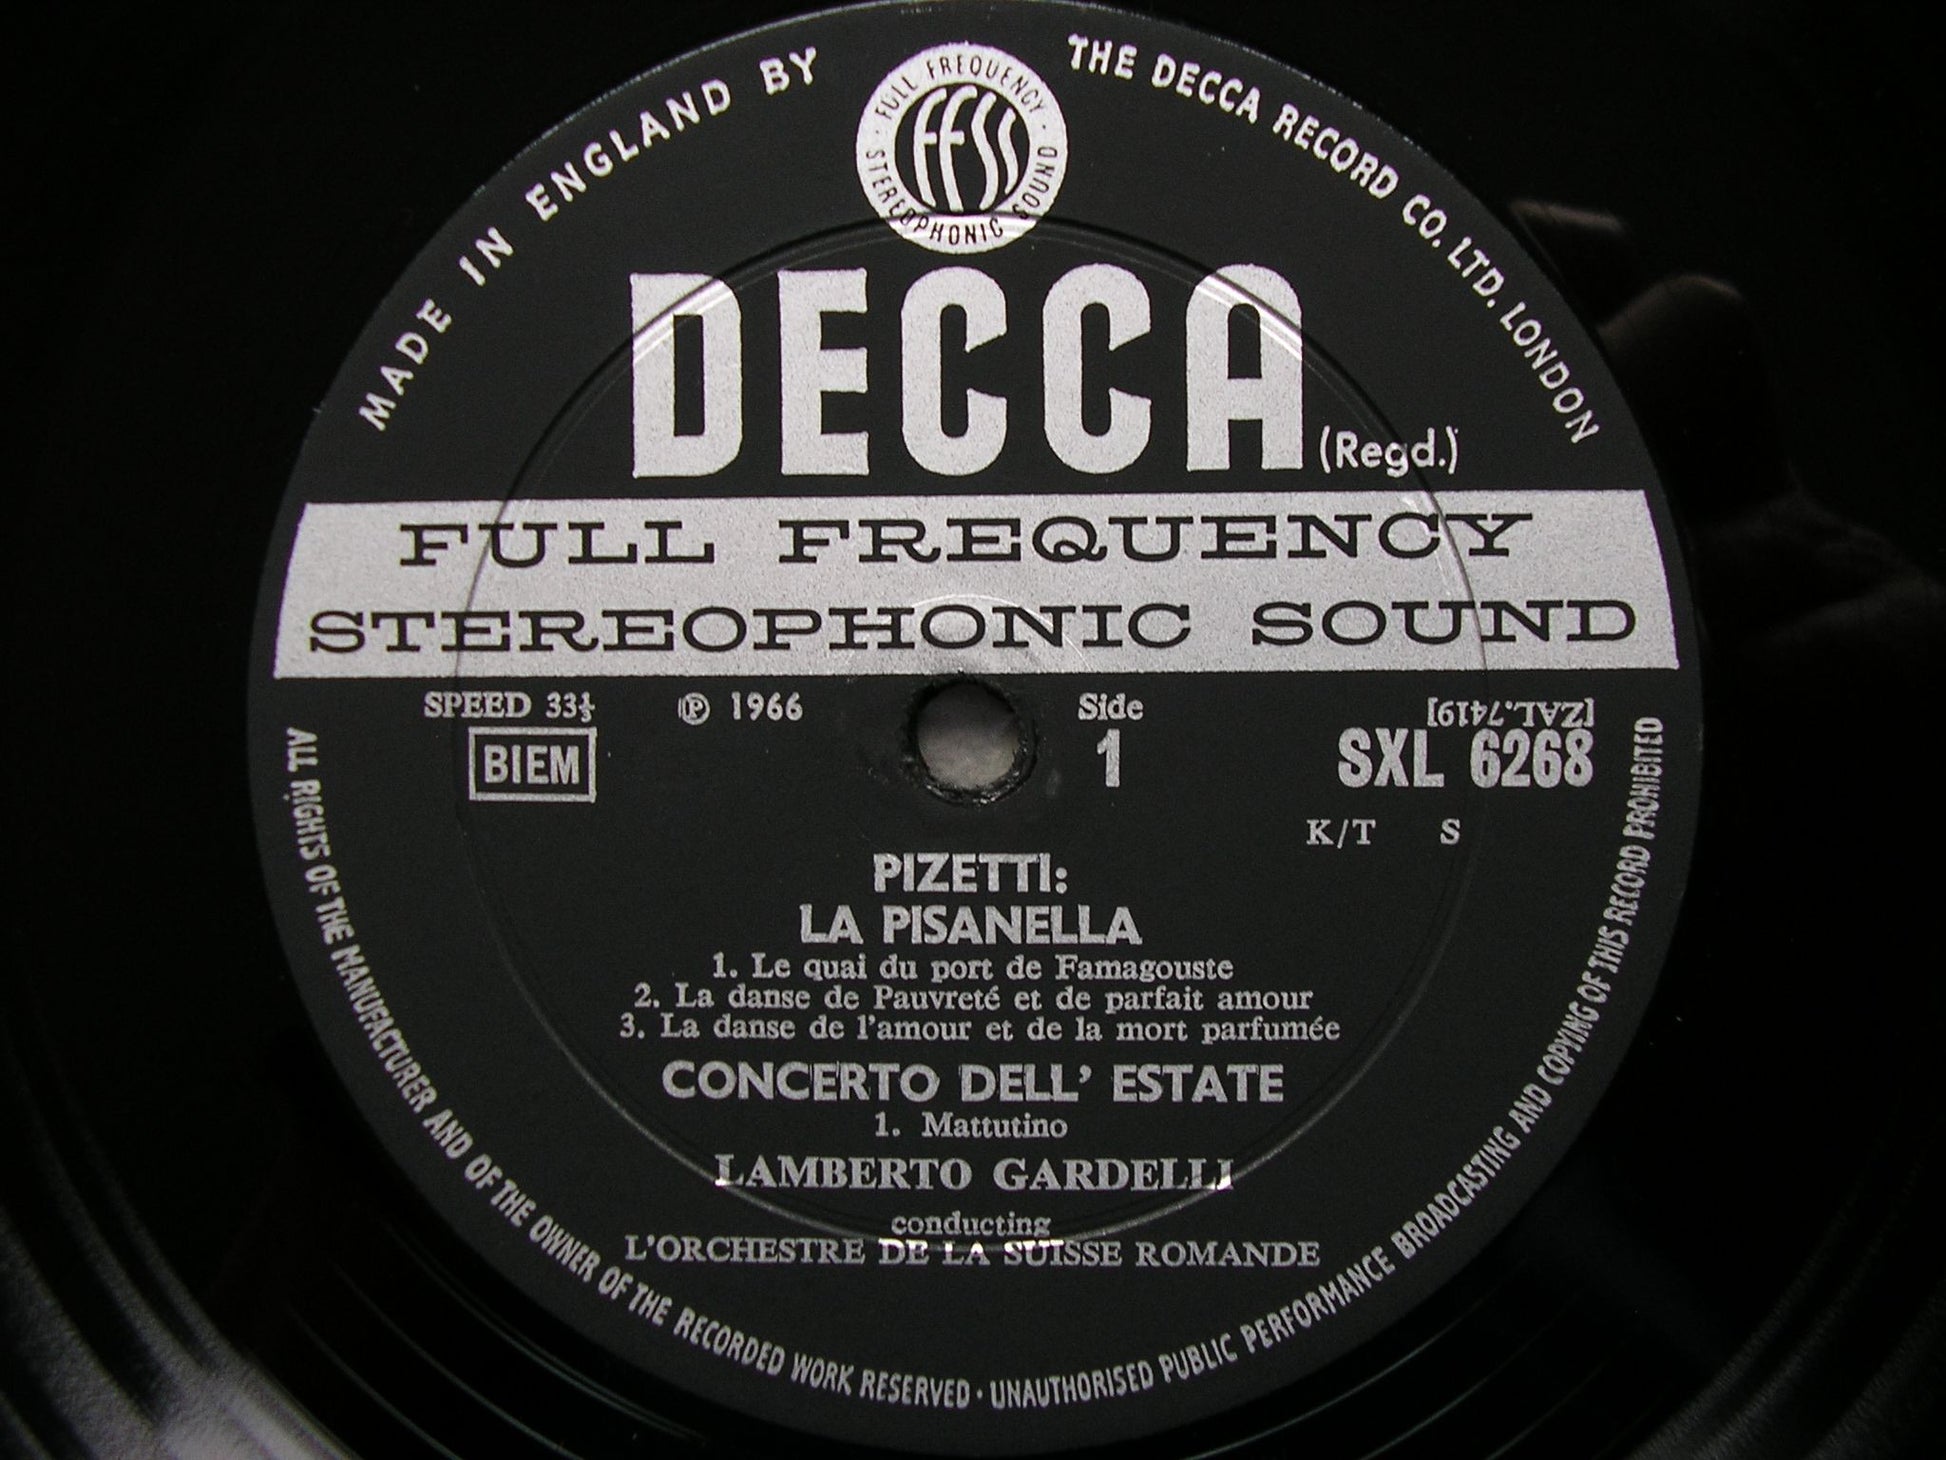 MADE IN ENGLAND BY
THE DECCA RECORD CO. LTD. LONDON
FULL FREQUENCY
FFSS
STEREOPHONIC SOUND
DECCA (Regd.)
FULL FREQUENCY
STEREOPHONIC SOUND
SPEED 33⅓ ℗ 1966 Side [ZAL.7419]
BIEM 1 SXL 6268
K/T S
PIZETTI:
LA PISANELLA
1. Le quai du port de Famagouste
2. La danse de Pauvreté et de parfait amour
3. La danse de l'amour et de la mort parfumée
CONCERTO DELL' ESTATE
1. Mattutino
LAMBERTO GARDELLI
conducting
L'ORCHESTRE DE LA SUISSE ROMANDE
ALL RIGHTS OF THE MANUFACTURER AND OF THE OWNER OF THE RECORDED WORK RESERVED · UNAUTHORISED PUBLIC PERFORMANCE BROADCASTING AND COPYING OF THIS RECORD PROHIBITED